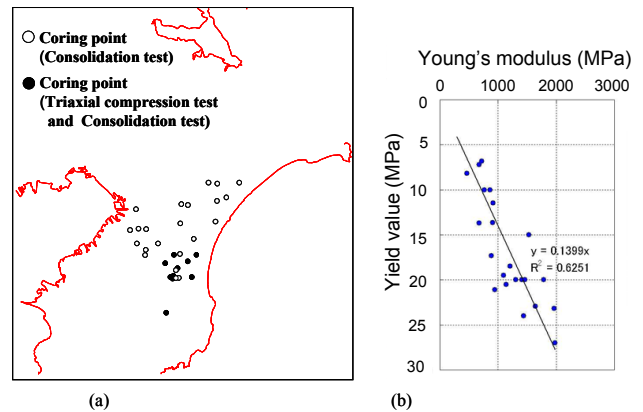 Coring point
(Consolidation test)
Coring point
(Triaxial compression test
and Consolidation test)
(a)
Young's modulus (MPa)
0 1000 2000 3000
Yield value (MPa)
0
5
10
15
20
25
30
y = 0.1399x
R² = 0.6251
(b)